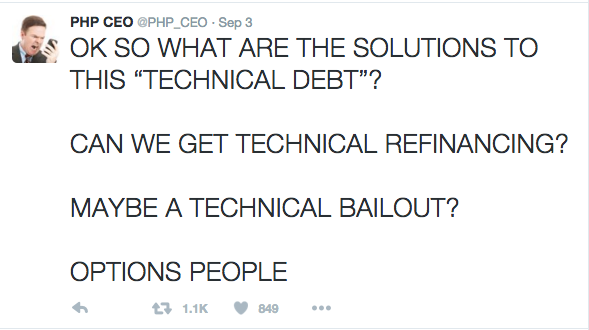 PHP CEO @PHP_CEO · Sep 3
OK SO WHAT ARE THE SOLUTIONS TO
THIS “TECHNICAL DEBT”?
CAN WE GET TECHNICAL REFINANCING?
MAYBE A TECHNICAL BAILOUT?
OPTIONS PEOPLE
1.1K 849